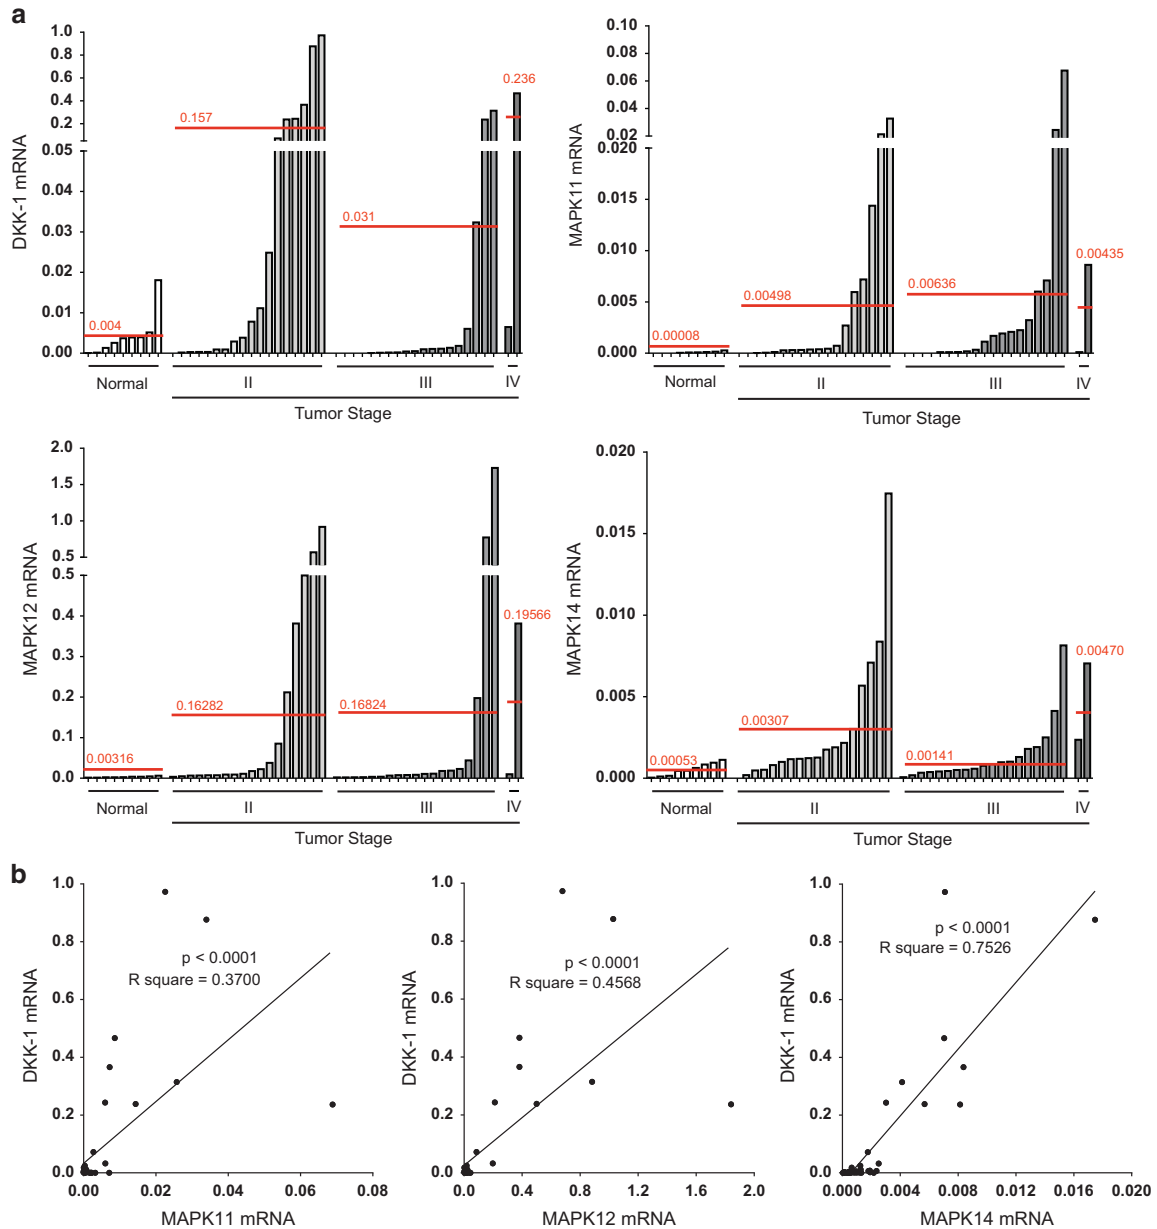 a
DKK-1 mRNA
1.0
0.8
0.6
0.4
0.2
0.05
0.04
0.03
0.02
0.01
0.00
0.004
0.157
0.031
0.236
Normal
II
III
IV
Tumor Stage
MAPK11 mRNA
0.10
0.08
0.06
0.04
0.02
0.020
0.015
0.010
0.005
0.000
0.00008
0.00498
0.00636
0.00435
Normal
II
III
IV
Tumor Stage
MAPK12 mRNA
2.0
1.5
1.0
0.5
0.5
0.4
0.3
0.2
0.1
0.0
0.00316
0.16282
0.16824
0.19566
Normal
II
III
IV
Tumor Stage
MAPK14 mRNA
0.020
0.015
0.010
0.005
0.000
0.00053
0.00307
0.00141
0.00470
Normal
II
III
IV
Tumor Stage
b
DKK-1 mRNA
1.0
0.8
0.6
0.4
0.2
0.0
p < 0.0001
R square = 0.3700
0.00 0.02 0.04 0.06 0.08
MAPK11 mRNA
DKK-1 mRNA
1.0
0.8
0.6
0.4
0.2
0.0
p < 0.0001
R square = 0.4568
0.0 0.4 0.8 1.2 1.6 2.0
MAPK12 mRNA
DKK-1 mRNA
1.0
0.8
0.6
0.4
0.2
0.0
p < 0.0001
R square = 0.7526
0.000 0.004 0.008 0.012 0.016 0.020
MAPK14 mRNA